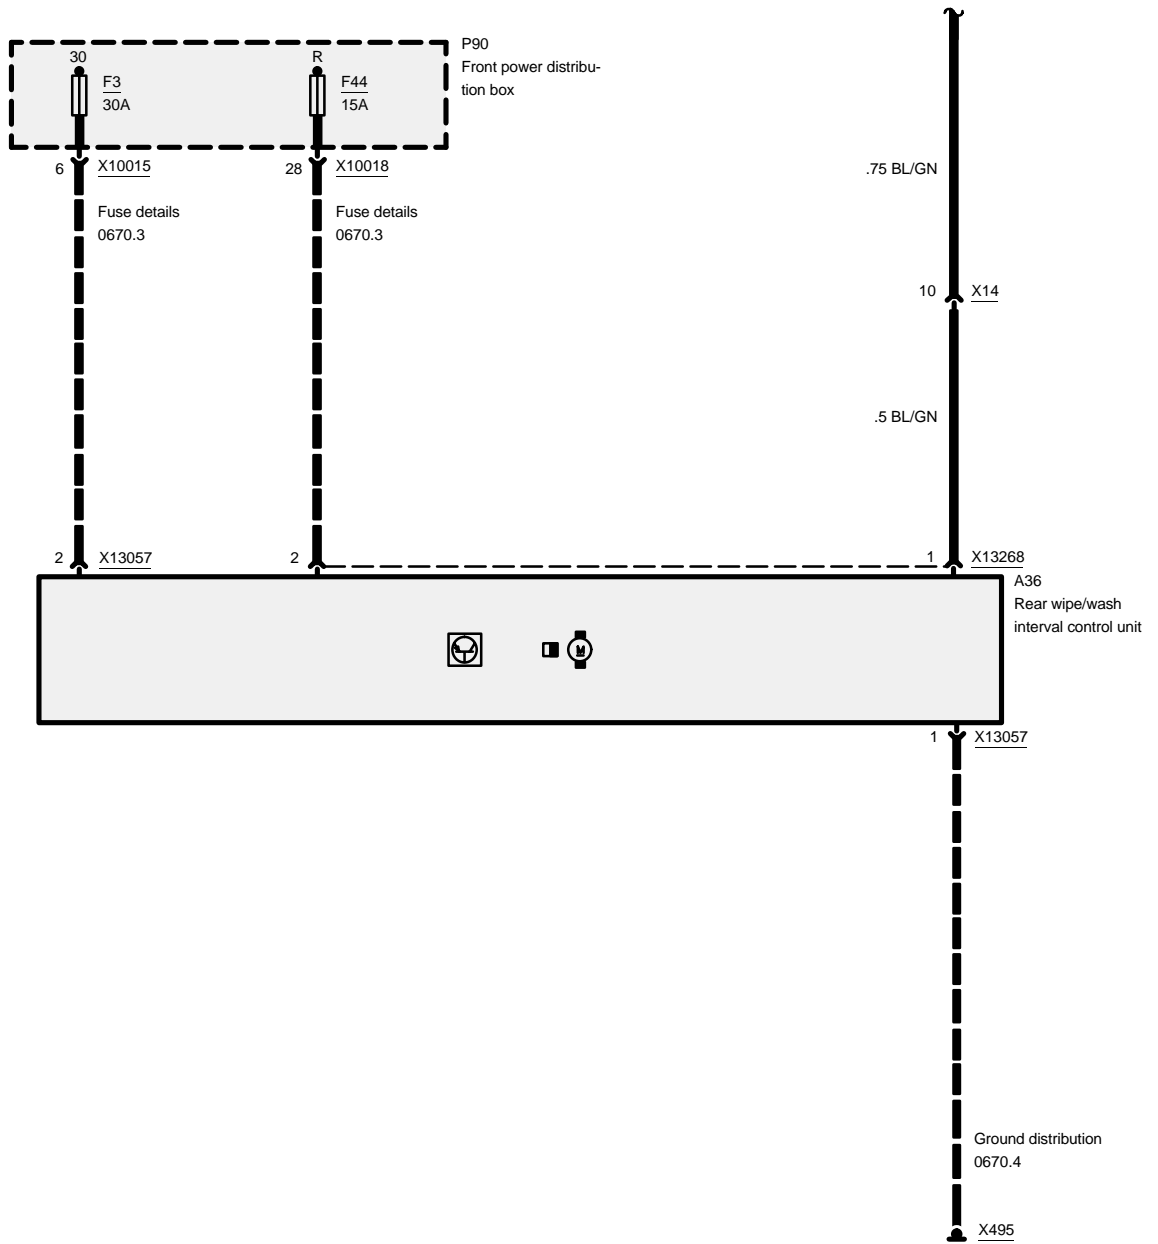 P90
Front power distribu-
tion box
30
F3
30A
R
F44
15A
6
X10015
28
X10018
Fuse details
0670.3
Fuse details
0670.3
.75 BL/GN
10
X14
.5 BL/GN
2
X13057
2
1
X13268
A36
Rear wipe/wash
interval control unit
M
1
X13057
Ground distribution
0670.4
X495